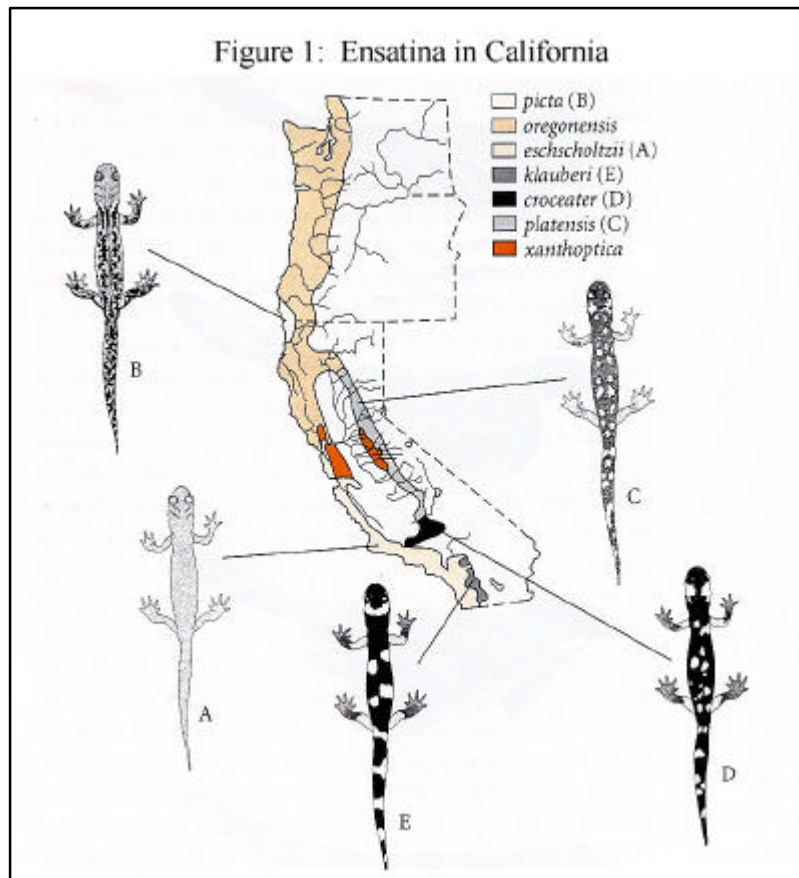 Figure 1: Ensatina in California
picta (B)
oregonensis
eschscholtzii (A)
klauberi (E)
croceater (D)
platensis (C)
xanthoptica
B
C
A
D
E